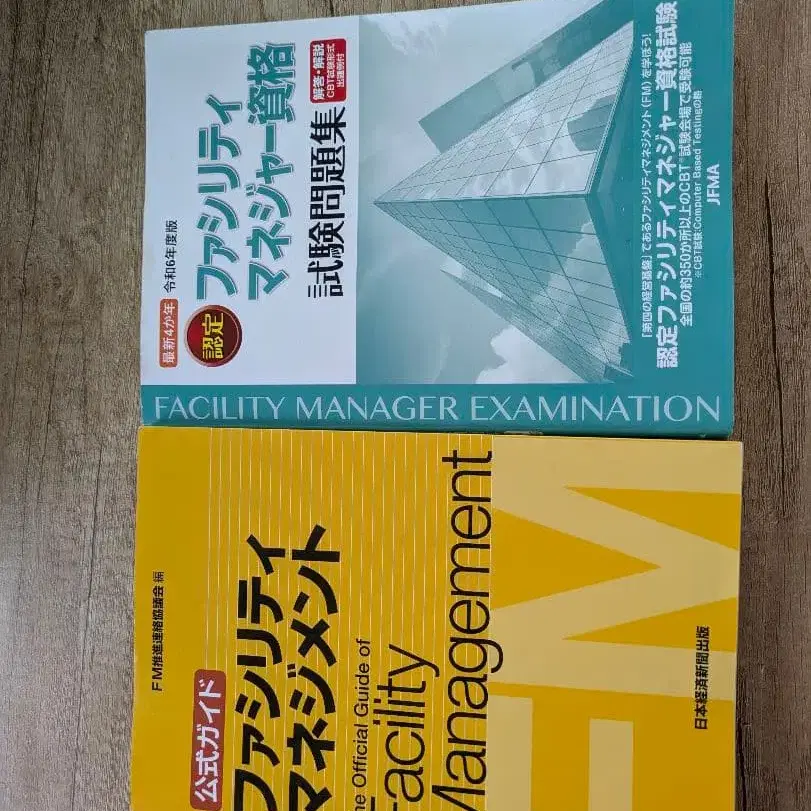 最新4か年 令和6年度版
認定
ファシリティ
マネジャー資格
試験問題集
解答・解説
CBT試験形式
出題例付
「第四の経営基盤」であるファシリティマネジメント(FM)を学ぼう!
認定ファシリティマネジャー資格試験
全国の約350か所以上のCBT※試験会場で受験可能
※CBT試験:Computer Based Testingの略
JFMA
FACILITY MANAGER EXAMINATION
FM推進連絡協議会 編
公式ガイド
ファシリティ
マネジメント
The Official Guide of
Facility
Management
FM
日本経済新聞出版